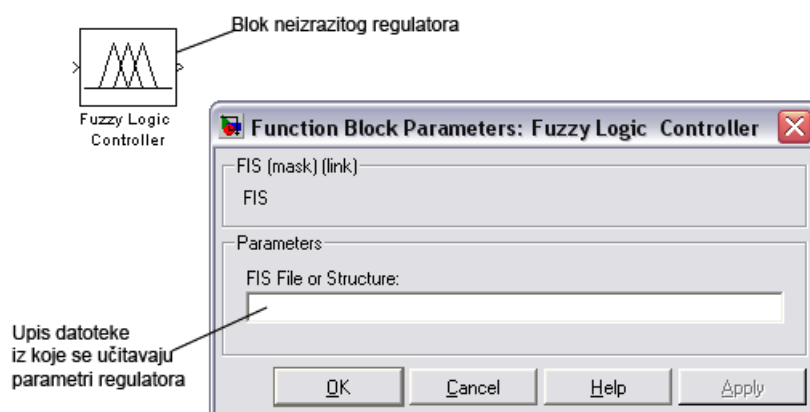 Blok neizrazitog regulatora
Fuzzy Logic
Controller
Function Block Parameters: Fuzzy Logic Controller
FIS (mask) (link)
FIS
Parameters
FIS File or Structure:
Upis datoteke
iz koje se učitavaju
parametri regulatora
OK
Cancel
Help
Apply